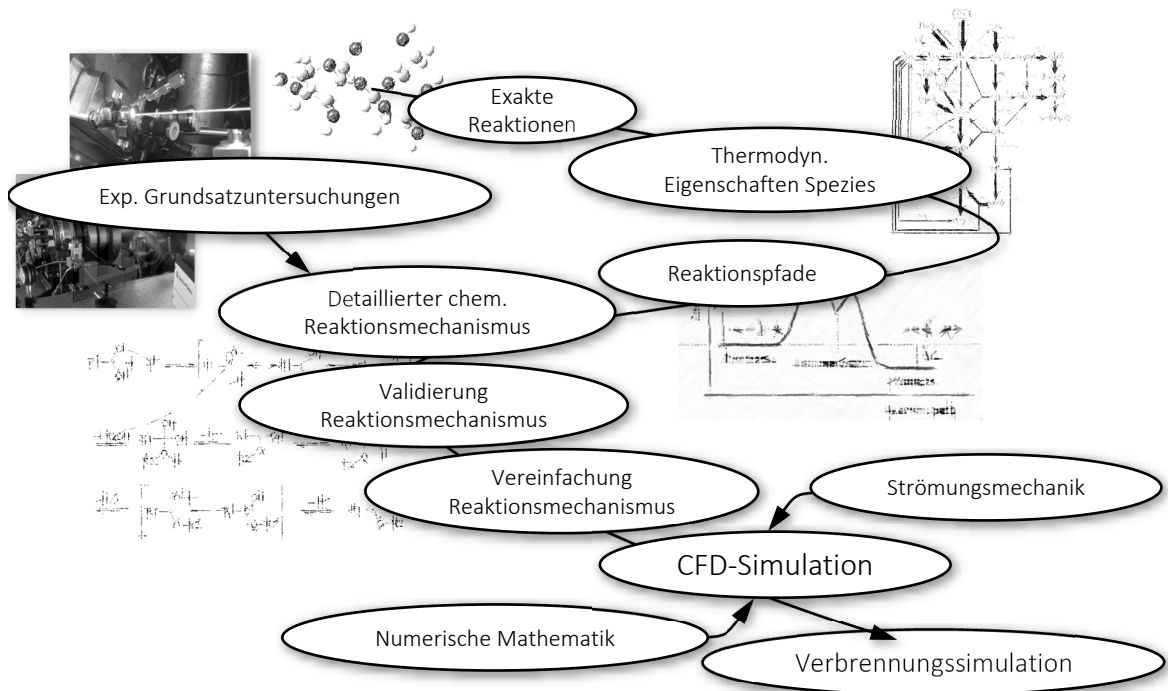 Exakte
Reaktionen
Thermodyn.
Eigenschaften Spezies
Exp. Grundsatzuntersuchungen
Reaktionspfade
Detaillierter chem.
Reaktionsmechanismus
Validierung
Reaktionsmechanismus
Vereinfachung
Reaktionsmechanismus
Strömungsmechanik
CFD-Simulation
Numerische Mathematik
Verbrennungssimulation